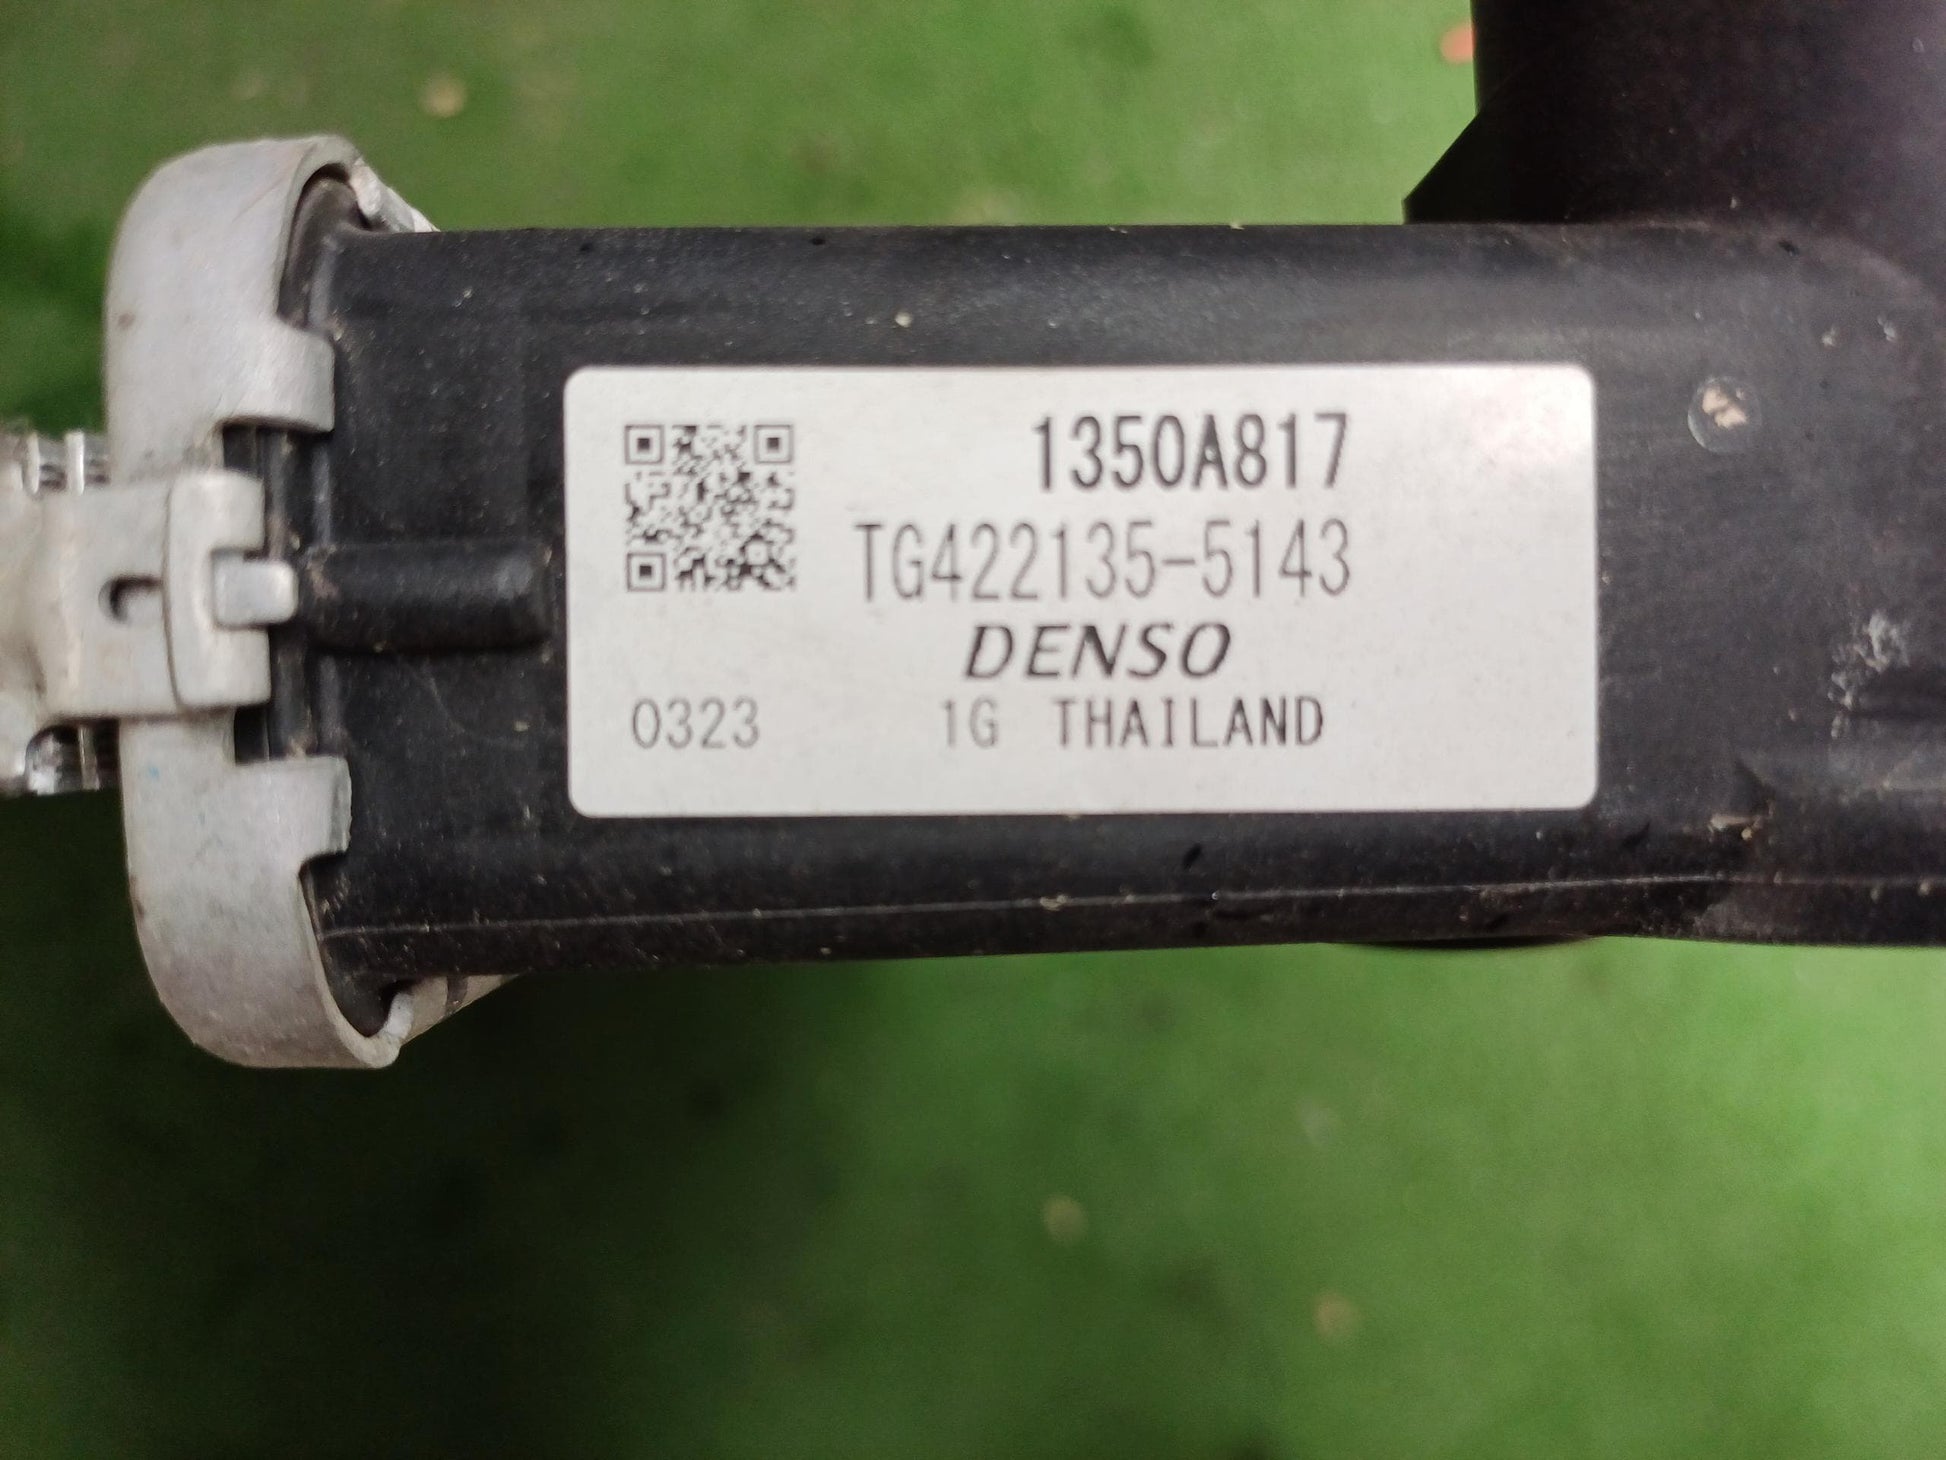 1350A817
TG422135-5143
DENSO
0323 1G THAILAND